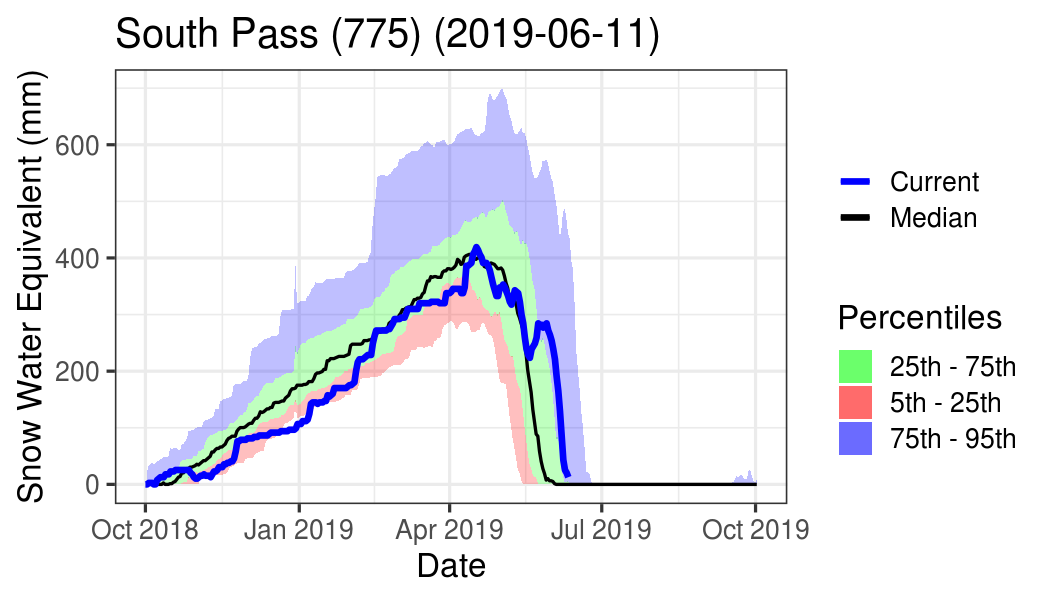 South Pass (775) (2019-06-11)
Snow Water Equivalent (mm)
600
400
200
0
Oct 2018
Jan 2019
Apr 2019
Jul 2019
Oct 2019
Date
Current
Median
Percentiles
25th - 75th
5th - 25th
75th - 95th